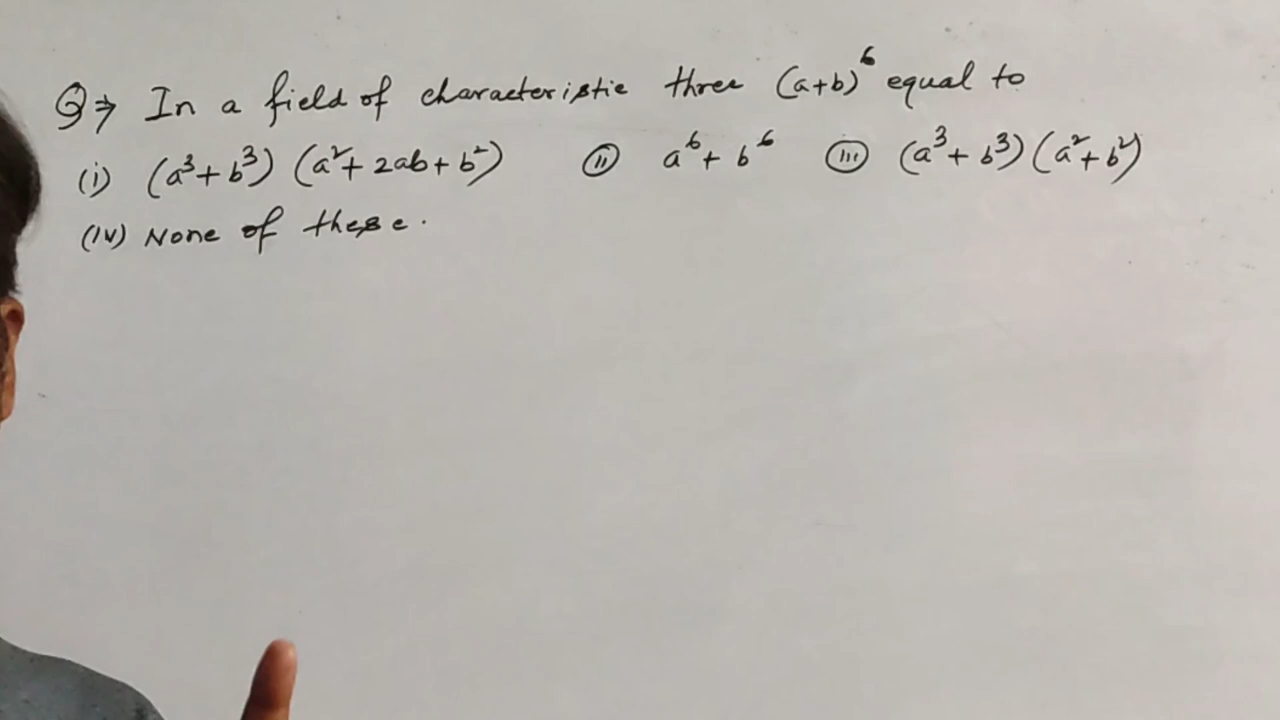 Q⇒ In a field of characteristic three (a+b)⁶ equal to
(i) (a³+b³) (a²+2ab+b²) (ii) a⁶+b⁶ (iii) (a³+b³)(a²+b²)
(iv) None of these.